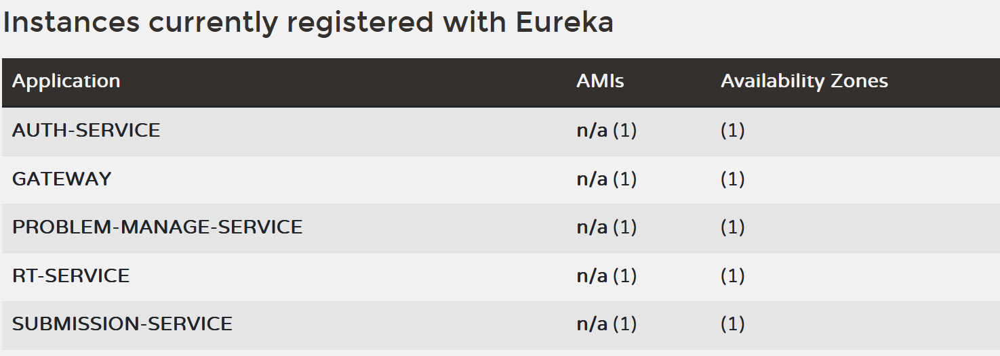 Instances currently registered with Eureka
Application AMIs Availability Zones
AUTH-SERVICE n/a (1) (1)
GATEWAY n/a (1) (1)
PROBLEM-MANAGE-SERVICE n/a (1) (1)
RT-SERVICE n/a (1) (1)
SUBMISSION-SERVICE n/a (1) (1)